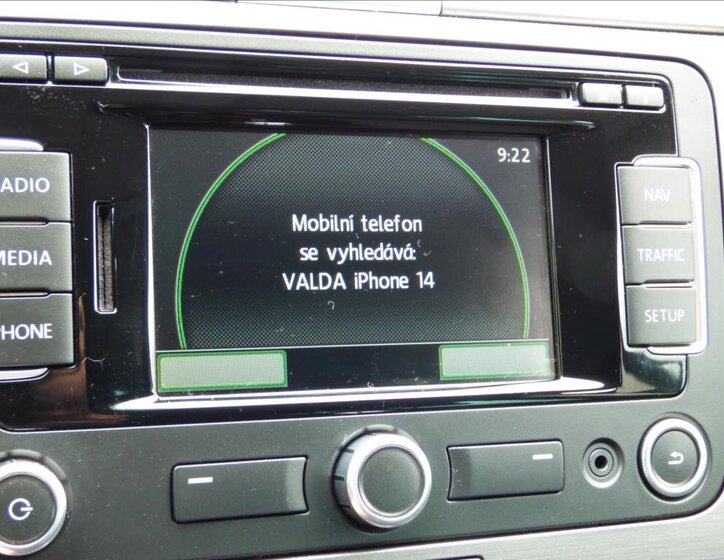 9:22
ADIO
MEDIA
PHONE
Mobilní telefon
se vyhledává:
VALDA iPhone 14
NAV
TRAFFIC
SETUP